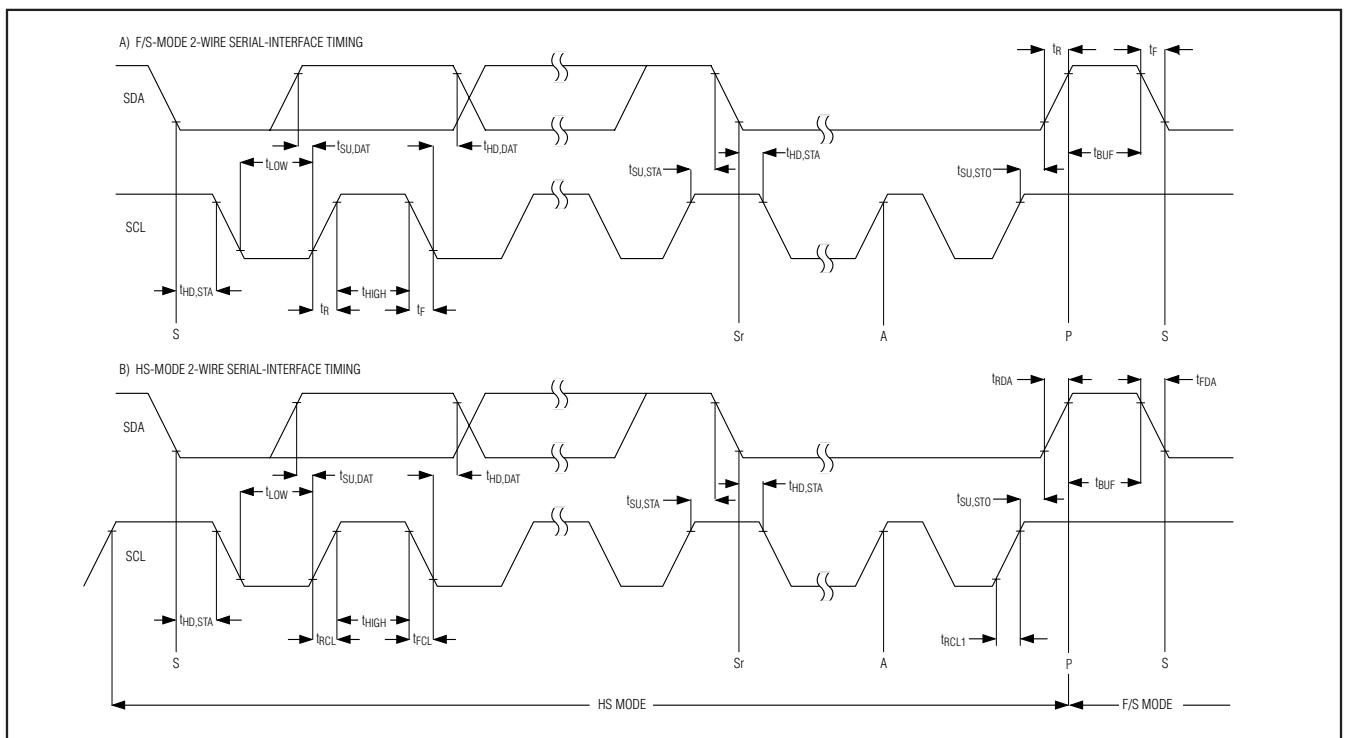 A) F/S-MODE 2-WIRE SERIAL-INTERFACE TIMING
tR
tF
SDA
tSU,DAT
tHD,DAT
tLOW
tHD,STA
tBUF
tSU,STA
tSU,STO
SCL
tHD,STA
tR
tHIGH
tF
S
Sr
A
P
S
B) HS-MODE 2-WIRE SERIAL-INTERFACE TIMING
tRDA
tFDA
SDA
tSU,DAT
tHD,DAT
tLOW
tHD,STA
tBUF
tSU,STA
tSU,STO
SCL
tHD,STA
tRCL
tHIGH
tFCL
tRCL1
S
Sr
A
P
S
HS MODE
F/S MODE